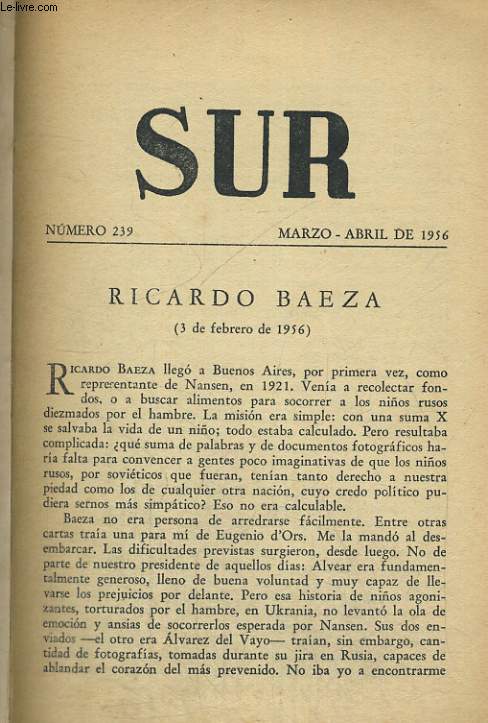 Le-livre.com
SUR
NÚMERO 239 MARZO - ABRIL DE 1956
RICARDO BAEZA
(3 de febrero de 1956)
RICARDO BAEZA llegó a Buenos Aires, por primera vez, como
reprerentante de Nansen, en 1921. Venía a recolectar fon-
dos, o a buscar alimentos para socorrer a los niños rusos
diezmados por el hambre. La misión era simple: con una suma X
se salvaba la vida de un niño; todo estaba calculado. Pero resultaba
complicada: ¿qué suma de palabras y de documentos fotográficos ha-
ría falta para convencer a gentes poco imaginativas de que los niños
rusos, por soviéticos que fueran, tenían tanto derecho a nuestra
piedad como los de cualquier otra nación, cuyo credo político pu-
diera sernos más simpático? Eso no era calculable.
Baeza no era persona de arredrarse fácilmente. Entre otras
cartas traía una para mí de Eugenio d'Ors. Me la mandó al des-
embarcar. Las dificultades previstas surgieron, desde luego. No de
parte de nuestro presidente de aquellos días: Alvear era fundamen-
talmente generoso, lleno de buena voluntad y muy capaz de lle-
varse los prejuicios por delante. Pero esa historia de niños agoni-
zantes, torturados por el hambre, en Ukrania, no levantó la ola de
emoción y ansias de socorrerlos esperada por Nansen. Sus dos en-
viados —el otro era Álvarez del Vayo— traían, sin embargo, can-
tidad de fotografías, tomadas durante su jira en Rusia, capaces de
ablandar el corazón del más prevenido. No iba yo a encontrarme